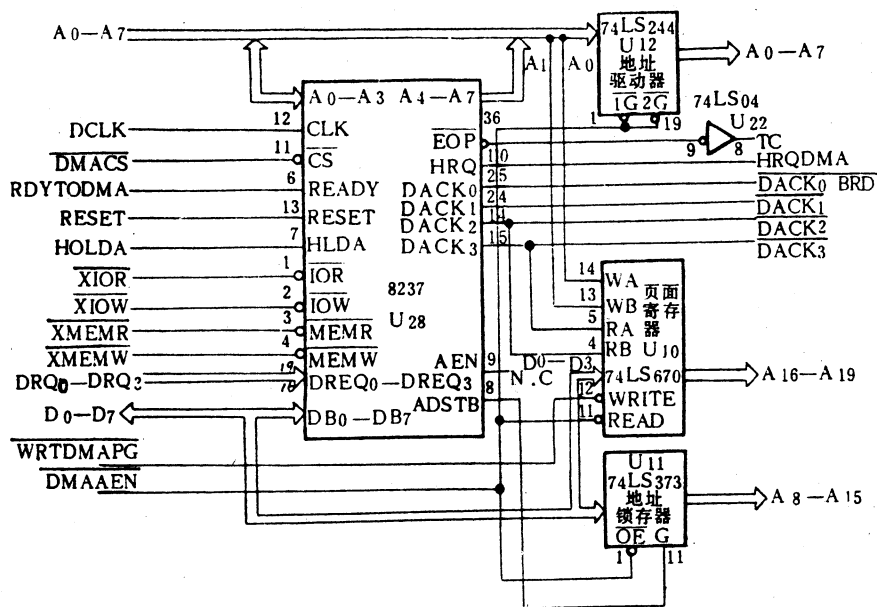 A0—A7
74LS244
U12
地址
驱动器
1G 2G
A0—A7
A1
A0
1
19
74LS04
U22
9
8
TC
A0—A3 A4—A7
DCLK
12
CLK
36
EOP
DMACS
11
CS
10
HRQ
HRQDMA
RDYTODMA
6
READY
25
DACK0
DACK0 BRD
RESET
13
RESET
24
DACK1
DACK1
14
DACK2
DACK2
HOLDA
7
HLDA
15
DACK3
DACK3
XIOR
1
IOR
8237
U28
XIOW
2
IOW
XMEMR
3
MEMR
XMEMW
4
MEMW
AEN
9
N.C
DRQ0—DRQ3
19
16
DREQ0—DREQ3
8
ADSTB
D0—D7
DB0—DB7
14
WA
页面
13
WB
寄存
5
RA
器
4
RB
U10
D0—D3
74LS670
A16—A19
12
WRITE
11
READ
WRTDMAPG
DMAAEN
U11
74LS373
地址
锁存器
OE G
A8—A15
1
11